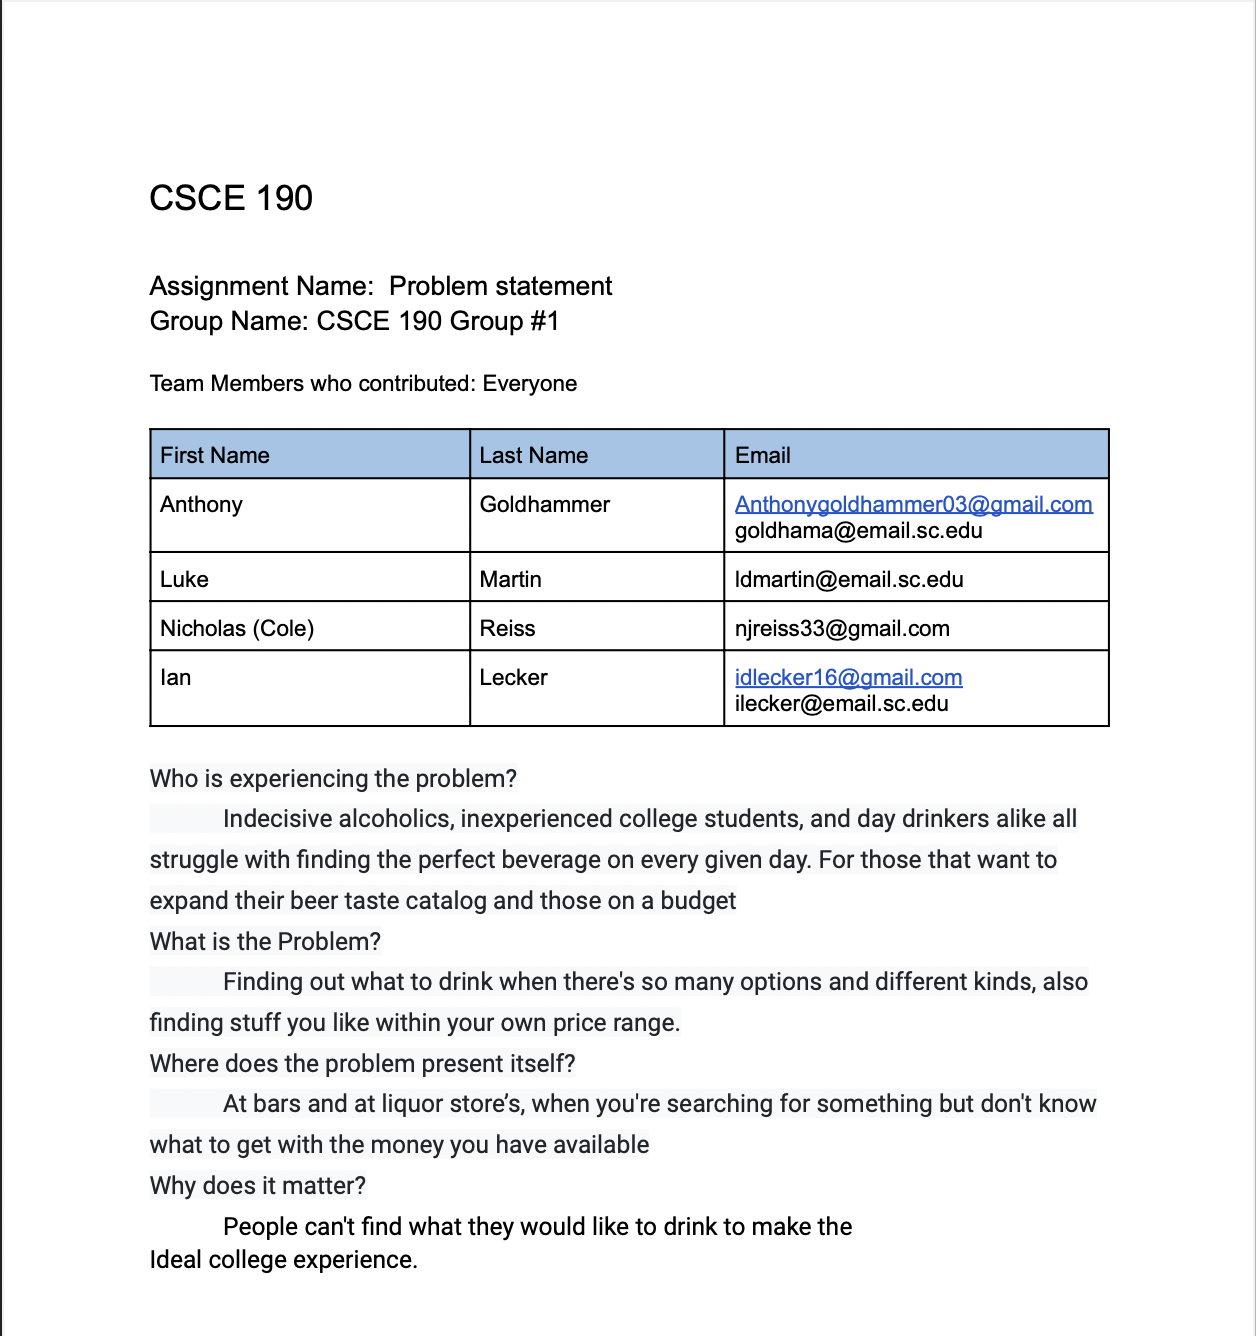 CSCE 190
Assignment Name:  Problem statement
Group Name: CSCE 190 Group #1
Team Members who contributed: Everyone
First Name Last Name Email
Anthony Goldhammer Anthonygoldhammer03@gmail.com
goldhama@email.sc.edu
Luke Martin ldmartin@email.sc.edu
Nicholas (Cole) Reiss njreiss33@gmail.com
Ian Lecker idlecker16@gmail.com
ilecker@email.sc.edu
Who is experiencing the problem?
Indecisive alcoholics, inexperienced college students, and day drinkers alike all
struggle with finding the perfect beverage on every given day. For those that want to
expand their beer taste catalog and those on a budget
What is the Problem?
Finding out what to drink when there's so many options and different kinds, also
finding stuff you like within your own price range.
Where does the problem present itself?
At bars and at liquor store’s, when you're searching for something but don't know
what to get with the money you have available
Why does it matter?
People can't find what they would like to drink to make the
Ideal college experience.